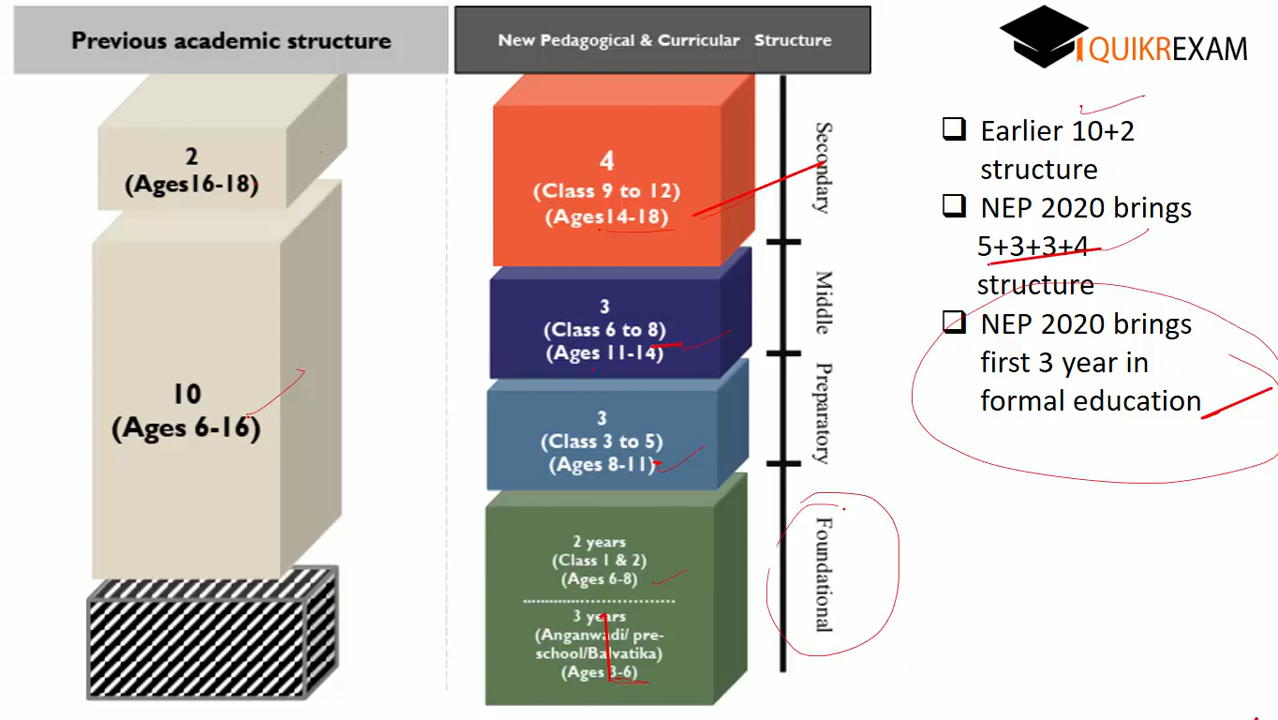 Previous academic structure
2
(Ages16-18)
10
(Ages 6-16)
New Pedagogical & Curricular Structure
4
(Class 9 to 12)
(Ages14-18)
3
(Class 6 to 8)
(Ages 11-14)
3
(Class 3 to 5)
(Ages 8-11)
2 years
(Class 1 & 2)
(Ages 6-8)
3 years
(Anganwadi/ pre-
school/Balvatika)
(Ages 3-6)
Secondary
Middle
Preparatory
Foundational
QUIKREXAM
Earlier 10+2
structure
NEP 2020 brings
5+3+3+4
structure
NEP 2020 brings
first 3 year in
formal education